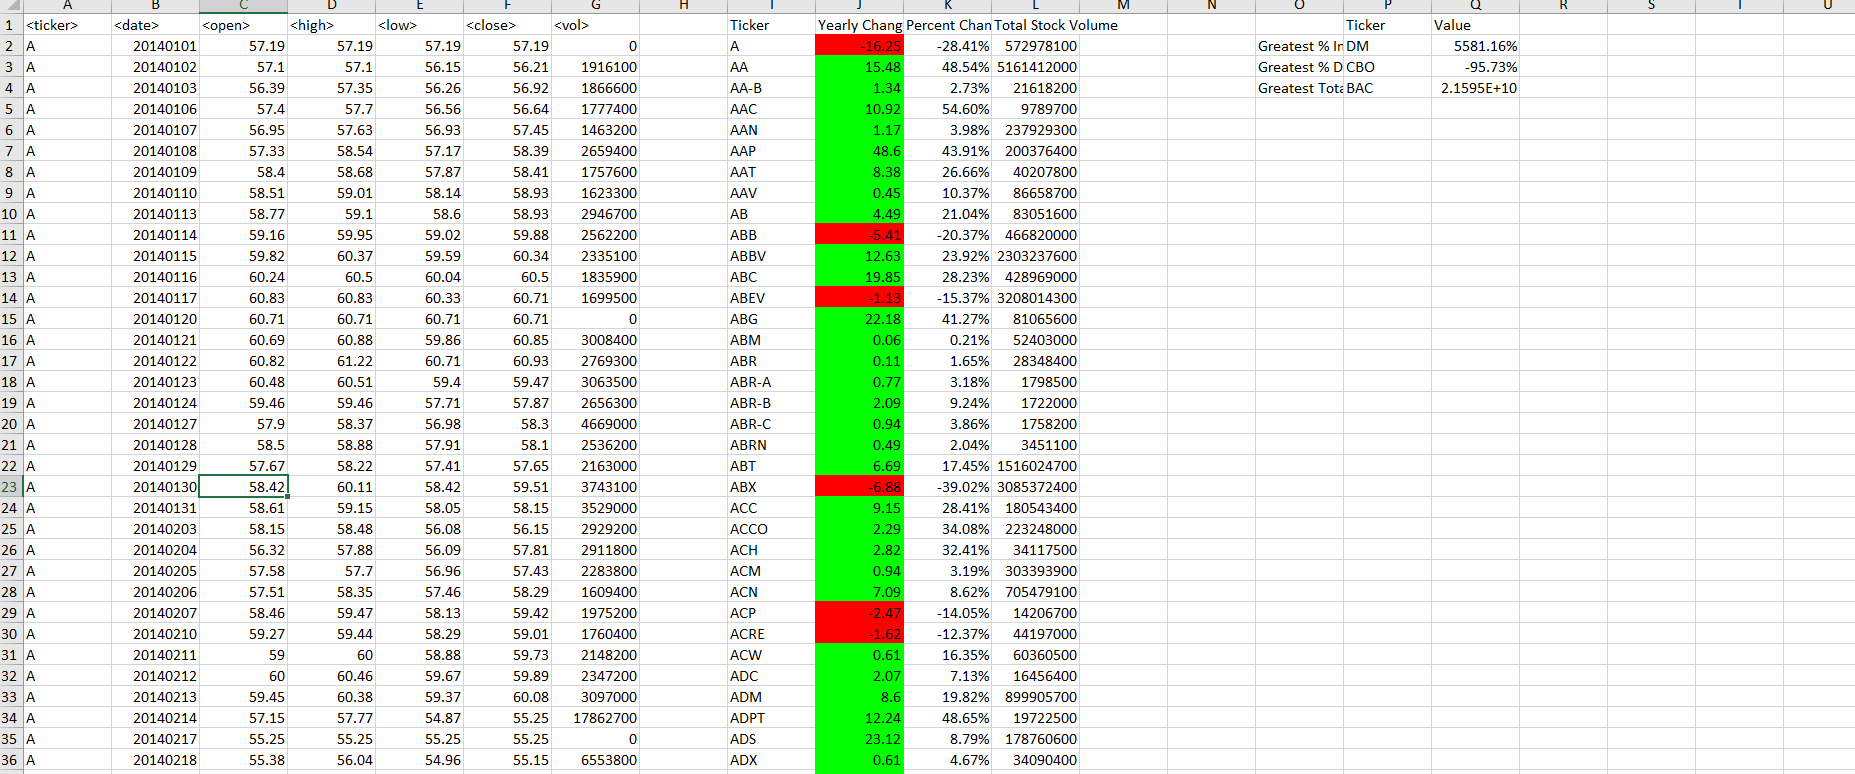 A B C D E F G H I J K L M N O P Q R S T U
1 <ticker> <date> <open> <high> <low> <close> <vol> Ticker Yearly Chang Percent Chan Total Stock Volume Ticker Value
2 A 20140101 57.19 57.19 57.19 57.19 0 A -16.25 -28.41% 572978100 Greatest % In DM 5581.16%
3 A 20140102 57.1 57.1 56.15 56.21 1916100 AA 15.48 48.54% 5161412000 Greatest % D CBO -95.73%
4 A 20140103 56.39 57.35 56.26 56.92 1866600 AA-B 1.34 2.73% 21618200 Greatest Tota BAC 2.1595E+10
5 A 20140106 57.4 57.7 56.56 56.64 1777400 AAC 10.92 54.60% 9789700
6 A 20140107 56.95 57.63 56.93 57.45 1463200 AAN 1.17 3.98% 237929300
7 A 20140108 57.33 58.54 57.17 58.39 2659400 AAP 48.6 43.91% 200376400
8 A 20140109 58.4 58.68 57.87 58.41 1757600 AAT 8.38 26.66% 40207800
9 A 20140110 58.51 59.01 58.14 58.93 1623300 AAV 0.45 10.37% 86658700
10 A 20140113 58.77 59.1 58.6 58.93 2946700 AB 4.49 21.04% 83051600
11 A 20140114 59.16 59.95 59.02 59.88 2562200 ABB -5.41 -20.37% 466820000
12 A 20140115 59.82 60.37 59.59 60.34 2335100 ABBV 12.63 23.92% 2303237600
13 A 20140116 60.24 60.5 60.04 60.5 1835900 ABC 19.85 28.23% 428969000
14 A 20140117 60.83 60.83 60.33 60.71 1699500 ABEV -1.13 -15.37% 3208014300
15 A 20140120 60.71 60.71 60.71 60.71 0 ABG 22.18 41.27% 81065600
16 A 20140121 60.69 60.88 59.86 60.85 3008400 ABM 0.06 0.21% 52403000
17 A 20140122 60.82 61.22 60.71 60.93 2769300 ABR 0.11 1.65% 28348400
18 A 20140123 60.48 60.51 59.4 59.47 3063500 ABR-A 0.77 3.18% 1798500
19 A 20140124 59.46 59.46 57.71 57.87 2656300 ABR-B 2.09 9.24% 1722000
20 A 20140127 57.9 58.37 56.98 58.3 4669000 ABR-C 0.94 3.86% 1758200
21 A 20140128 58.5 58.88 57.91 58.1 2536200 ABRN 0.49 2.04% 3451100
22 A 20140129 57.67 58.22 57.41 57.65 2163000 ABT 6.69 17.45% 1516024700
23 A 20140130 58.42 60.11 58.42 59.51 3743100 ABX -6.88 -39.02% 3085372400
24 A 20140131 58.61 59.15 58.05 58.15 3529000 ACC 9.15 28.41% 180543400
25 A 20140203 58.15 58.48 56.08 56.15 2929200 ACCO 2.29 34.08% 223248000
26 A 20140204 56.32 57.88 56.09 57.81 2911800 ACH 2.82 32.41% 34117500
27 A 20140205 57.58 57.7 56.96 57.43 2283800 ACM 0.94 3.19% 303393900
28 A 20140206 57.51 58.35 57.46 58.29 1609400 ACN 7.09 8.62% 705479100
29 A 20140207 58.46 59.47 58.13 59.42 1975200 ACP -2.47 -14.05% 14206700
30 A 20140210 59.27 59.44 58.29 59.01 1760400 ACRE -1.62 -12.37% 44197000
31 A 20140211 59 60 58.88 59.73 2148200 ACW 0.61 16.35% 60360500
32 A 20140212 60 60.46 59.67 59.89 2347200 ADC 2.07 7.13% 16456400
33 A 20140213 59.45 60.38 59.37 60.08 3097000 ADM 8.6 19.82% 899905700
34 A 20140214 57.15 57.77 54.87 55.25 17862700 ADPT 12.24 48.65% 19722500
35 A 20140217 55.25 55.25 55.25 55.25 0 ADS 23.12 8.79% 178760600
36 A 20140218 55.38 56.04 54.96 55.15 6553800 ADX 0.61 4.67% 34090400